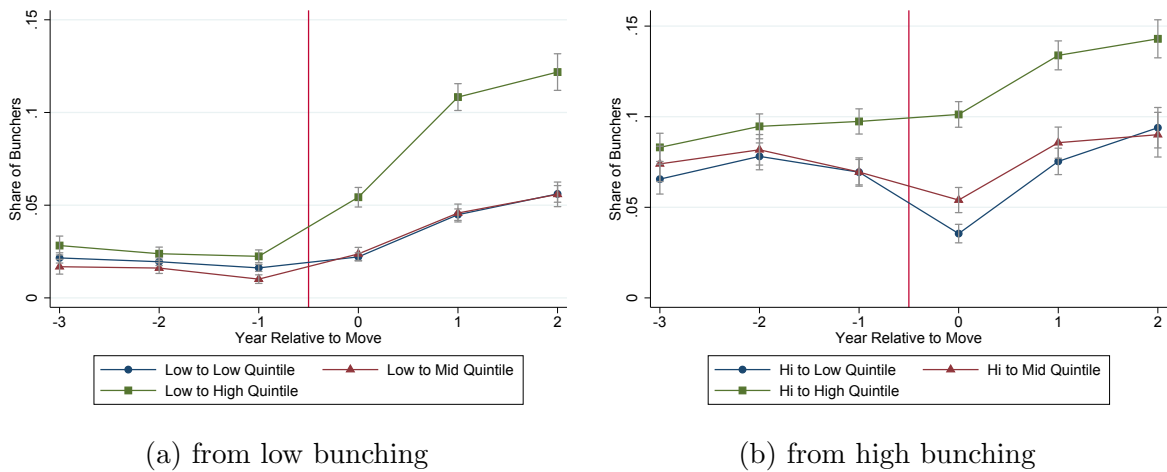 Share of Bunchers
.15
.1
.05
0
-3 -2 -1 0 1 2
Year Relative to Move
Low to Low Quintile Low to Mid Quintile
Low to High Quintile
(a) from low bunching
Share of Bunchers
.15
.1
.05
0
-3 -2 -1 0 1 2
Year Relative to Move
Hi to Low Quintile Hi to Mid Quintile
Hi to High Quintile
(b) from high bunching